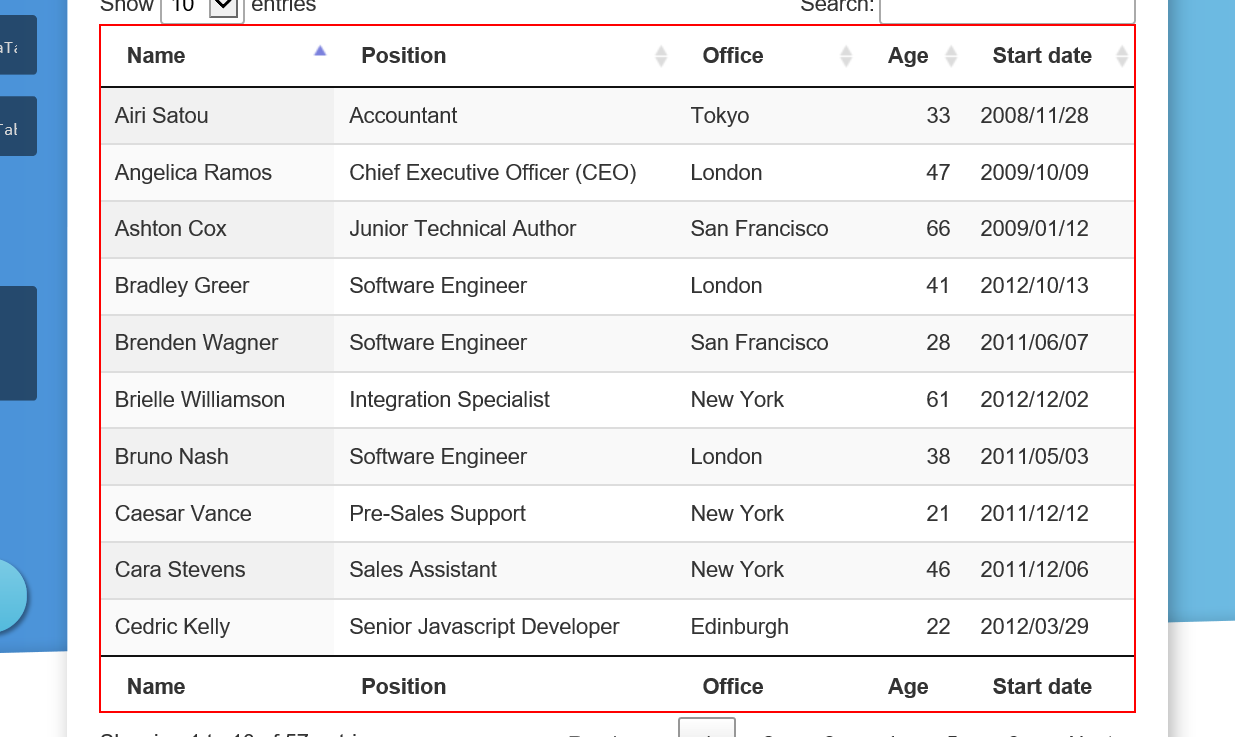 Show 10 entries Search:
Name Position Office Age Start date
Airi Satou Accountant Tokyo 33 2008/11/28
Angelica Ramos Chief Executive Officer (CEO) London 47 2009/10/09
Ashton Cox Junior Technical Author San Francisco 66 2009/01/12
Bradley Greer Software Engineer London 41 2012/10/13
Brenden Wagner Software Engineer San Francisco 28 2011/06/07
Brielle Williamson Integration Specialist New York 61 2012/12/02
Bruno Nash Software Engineer London 38 2011/05/03
Caesar Vance Pre-Sales Support New York 21 2011/12/12
Cara Stevens Sales Assistant New York 46 2011/12/06
Cedric Kelly Senior Javascript Developer Edinburgh 22 2012/03/29
Name Position Office Age Start date